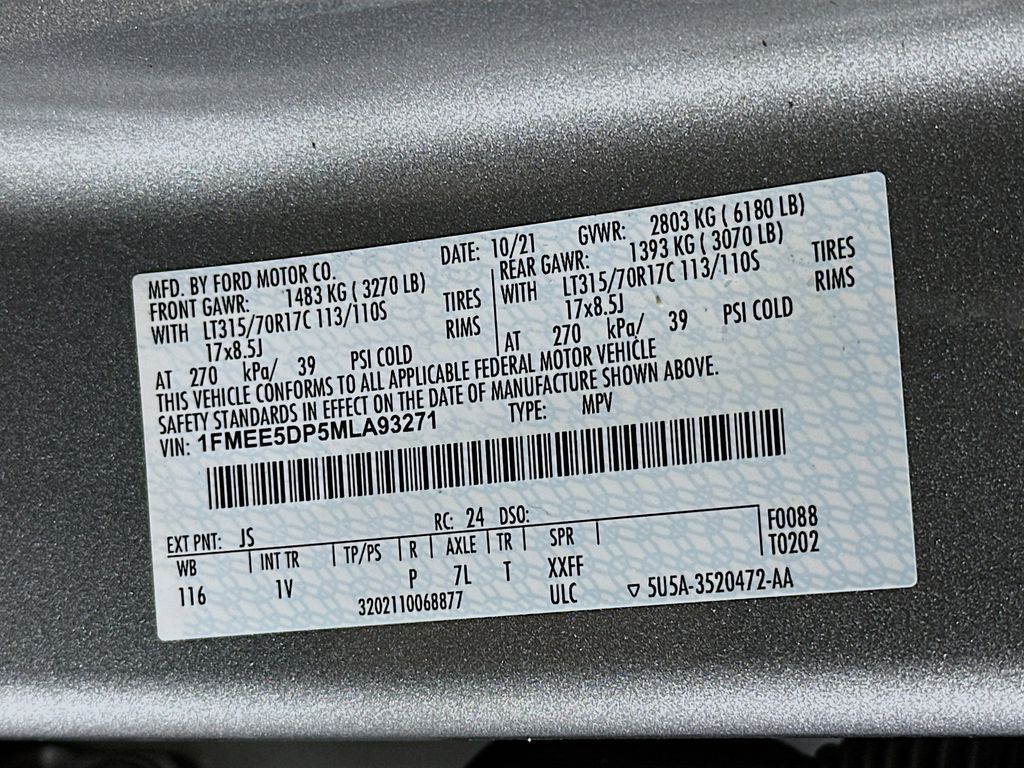 MFD. BY FORD MOTOR CO. DATE: 10/21 GVWR: 2803 KG ( 6180 LB)
FRONT GAWR: 1483 KG ( 3270 LB)
WITH LT315/70R17C 113/110S TIRES
17x8.5J RIMS
AT 270 kPa/ 39 PSI COLD
REAR GAWR: 1393 KG ( 3070 LB)
WITH LT315/70R17C 113/110S TIRES
17x8.5J RIMS
AT 270 kPa/ 39 PSI COLD
THIS VEHICLE CONFORMS TO ALL APPLICABLE FEDERAL MOTOR VEHICLE
SAFETY STANDARDS IN EFFECT ON THE DATE OF MANUFACTURE SHOWN ABOVE.
VIN: 1FMEE5DP5MLA93271 TYPE: MPV
EXT PNT: JS RC: 24 DSO:
WB INT TR TP/PS R AXLE TR SPR
116 1V P 7L T XXFF
F0088
T0202
3202110068877 ULC ▽ 5U5A-3520472-AA